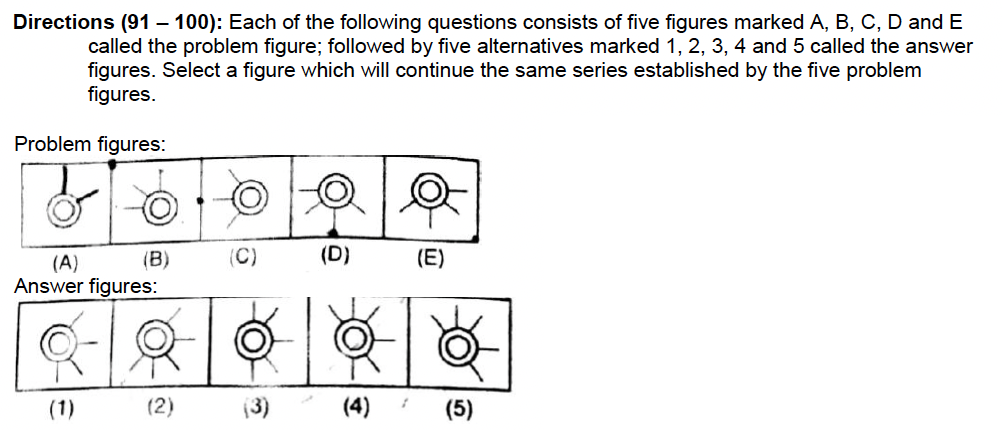 Directions (91 – 100): Each of the following questions consists of five figures marked A, B, C, D and E
called the problem figure; followed by five alternatives marked 1, 2, 3, 4 and 5 called the answer
figures. Select a figure which will continue the same series established by the five problem
figures.
Problem figures:
(A) (B) (C) (D) (E)
Answer figures:
(1) (2) (3) (4) (5)